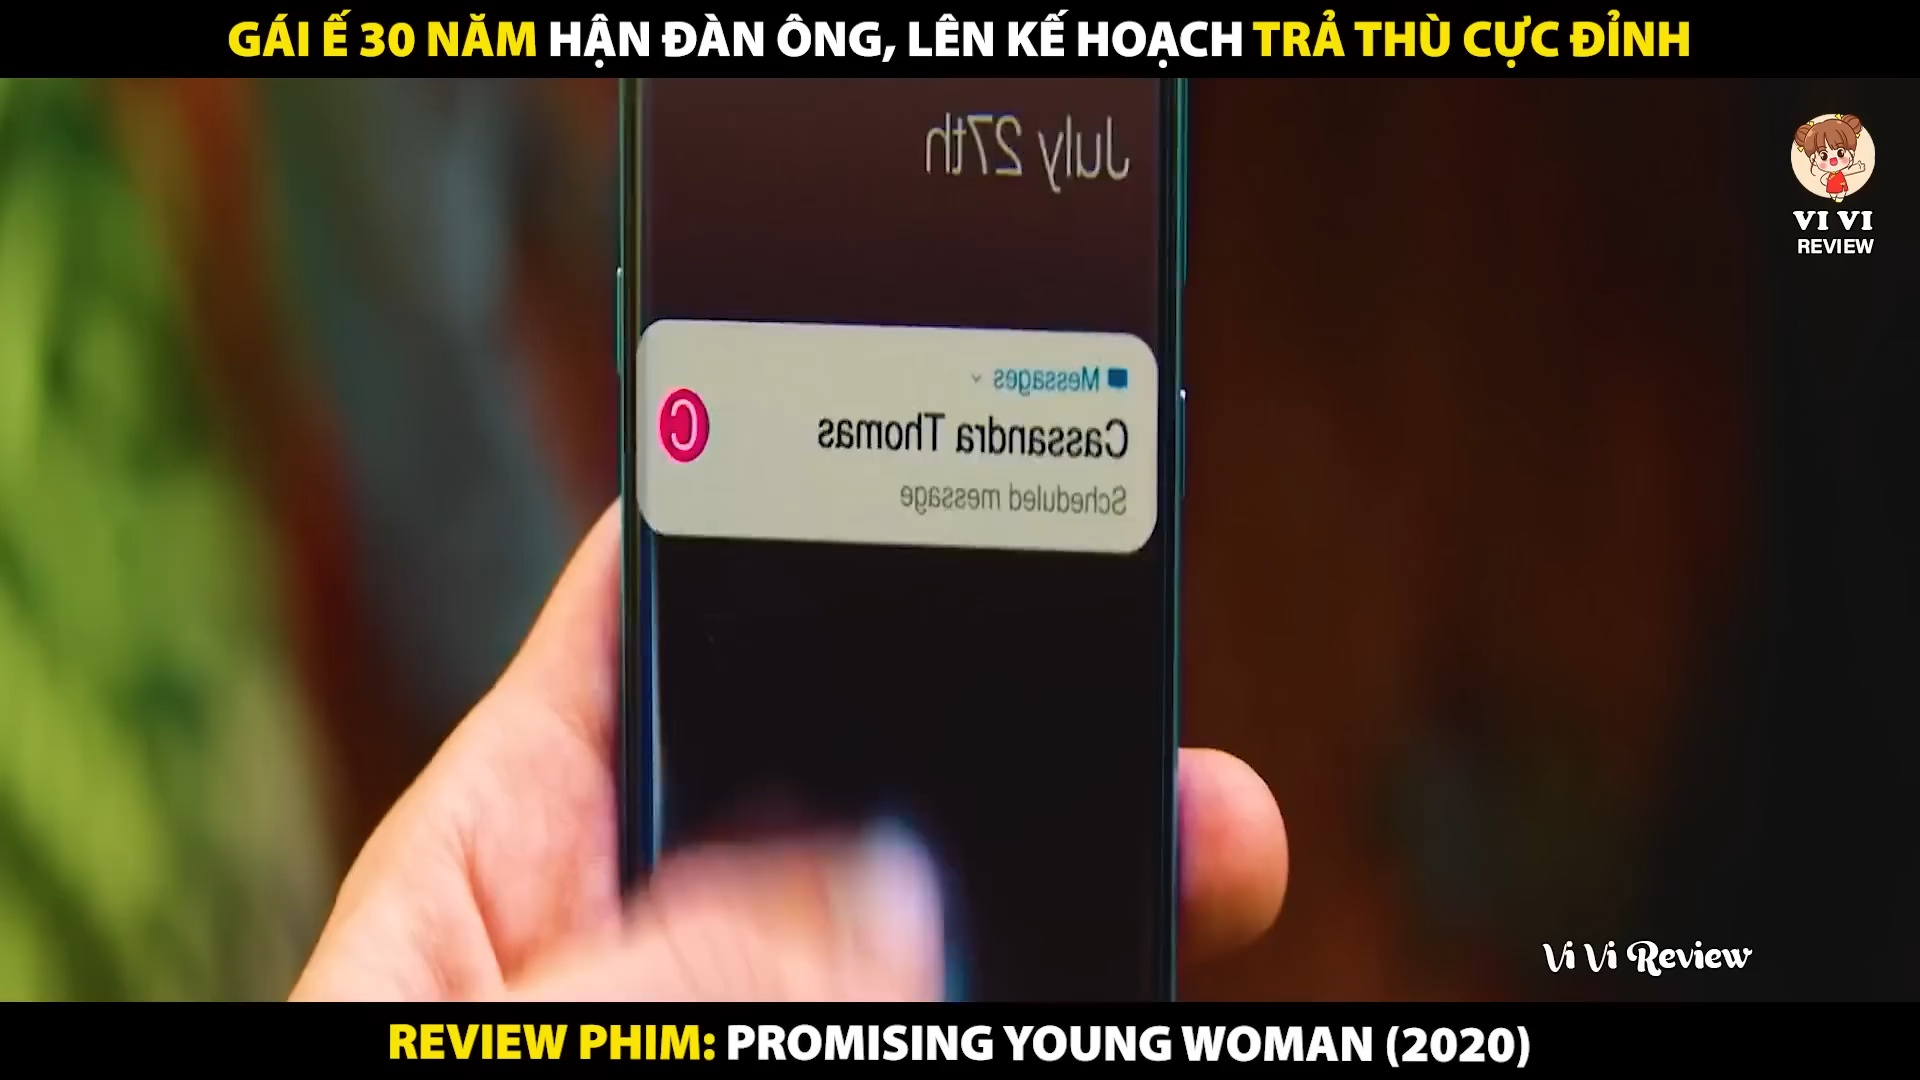 GÁI Ế 30 NĂM HẬN ĐÀN ÔNG, LÊN KẾ HOẠCH TRẢ THÙ CỰC ĐỈNH
July 27th
VI VI
REVIEW
Messages
Cassandra Thomas
C
Scheduled message
Vi Vi Review
REVIEW PHIM: PROMISING YOUNG WOMAN (2020)